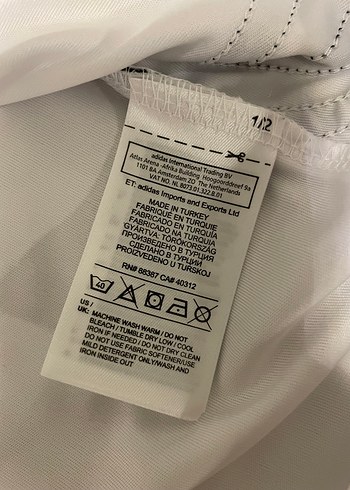 1/12
adidas International Trading BV
Atlas Arena -Afrika Building Hoogoorddreef 9a
1101 BA Amsterdam ZO The Netherlands
VAT NO. NL 8073.01.322.B.01
ET: adidas Imports and Exports Ltd
MADE IN TURKEY
FABRIQUÉ EN TURQUIE
FABRICADO EN TURQUÍA
FABRICADO NA TURQUIA
GYÁRTVA: TÖRÖKORSZÁG
ПРОИЗВЕДЕНО В ТУРЦИЯ
СДЕЛАНО В ТУРЦИИ
PROIZVEDENO U TURSKOJ
RN# 88387 CA# 40312
40
US /
UK: MACHINE WASH WARM / DO NOT
BLEACH / TUMBLE DRY LOW / COOL
IRON IF NEEDED / DO NOT DRY CLEAN
DO NOT USE FABRIC SOFTENER/USE
MILD DETERGENT ONLY/WASH AND
IRON INSIDE OUT